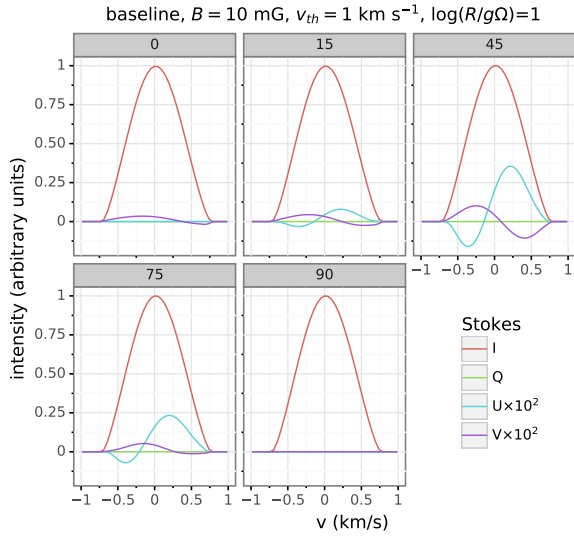 baseline, B = 10 mG, v_th = 1 km s⁻¹, log(R/gΩ)=1
0 15 45
1
0.75
0.50
0.25
0
75 90
1
0.75
0.50
0.25
0
−1 −0.5 0 0.5 1
−1 −0.5 0 0.5 1
−1 −0.5 0 0.5 1
intensity (arbitrary units)
v (km/s)
Stokes
I
Q
U×10²
V×10²